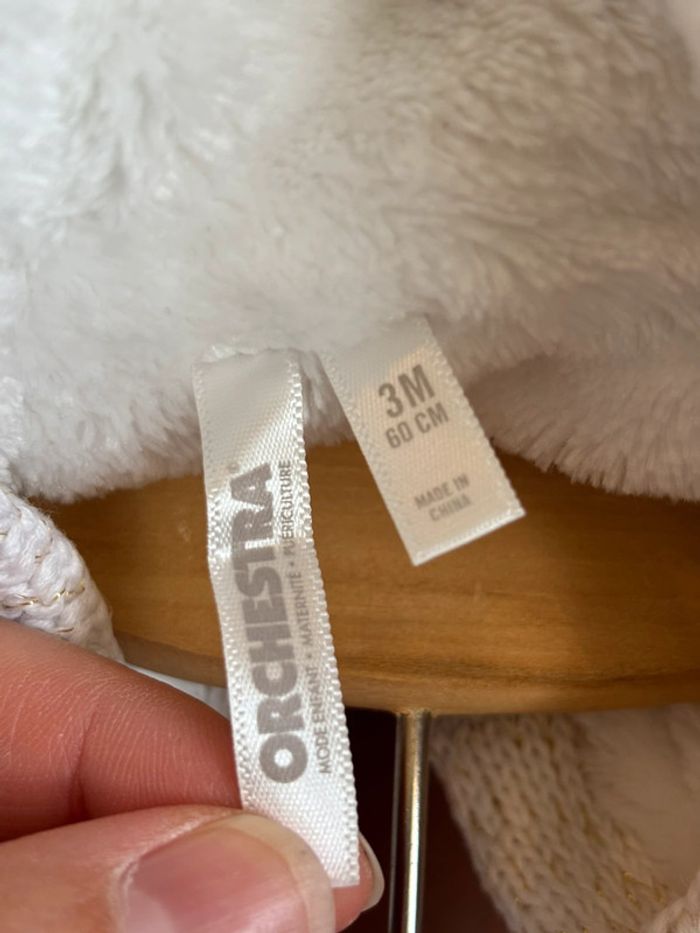 ORCHESTRA
MODE ENFANT • MATERNITÉ • PUÉRICULTURE
3M
60 CM
MADE IN
CHINA